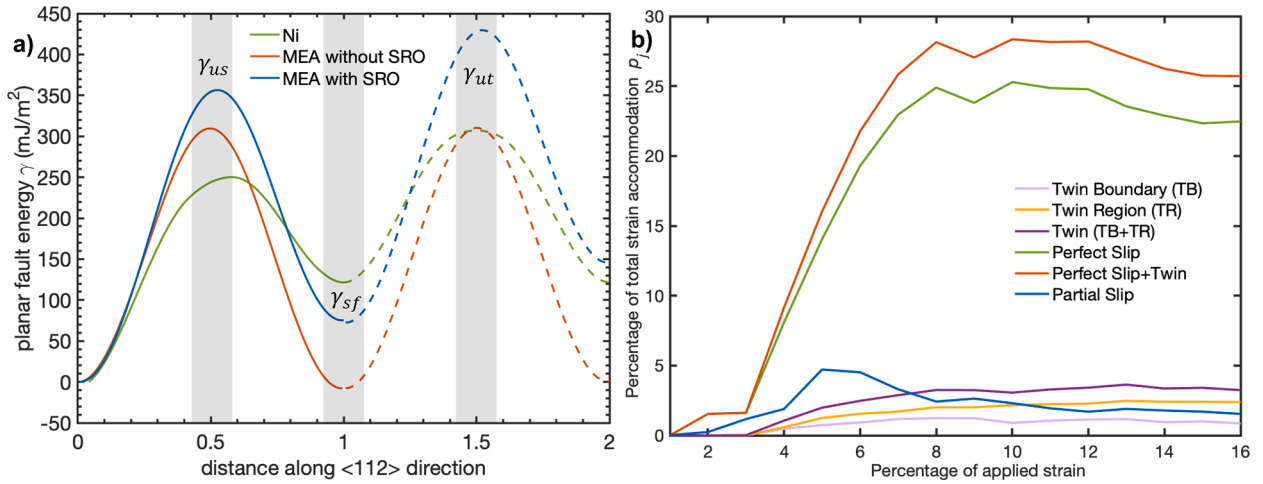 a)
450
400
350
300
250
200
150
100
50
0
-50
planar fault energy γ (mJ/m²)
Ni
MEA without SRO
MEA with SRO
γus
γsf
γut
0
0.5
1
1.5
2
distance along <112> direction
b)
30
25
20
15
10
5
0
Percentage of total strain accommodation pj
Twin Boundary (TB)
Twin Region (TR)
Twin (TB+TR)
Perfect Slip
Perfect Slip+Twin
Partial Slip
2
4
6
8
10
12
14
16
Percentage of applied strain